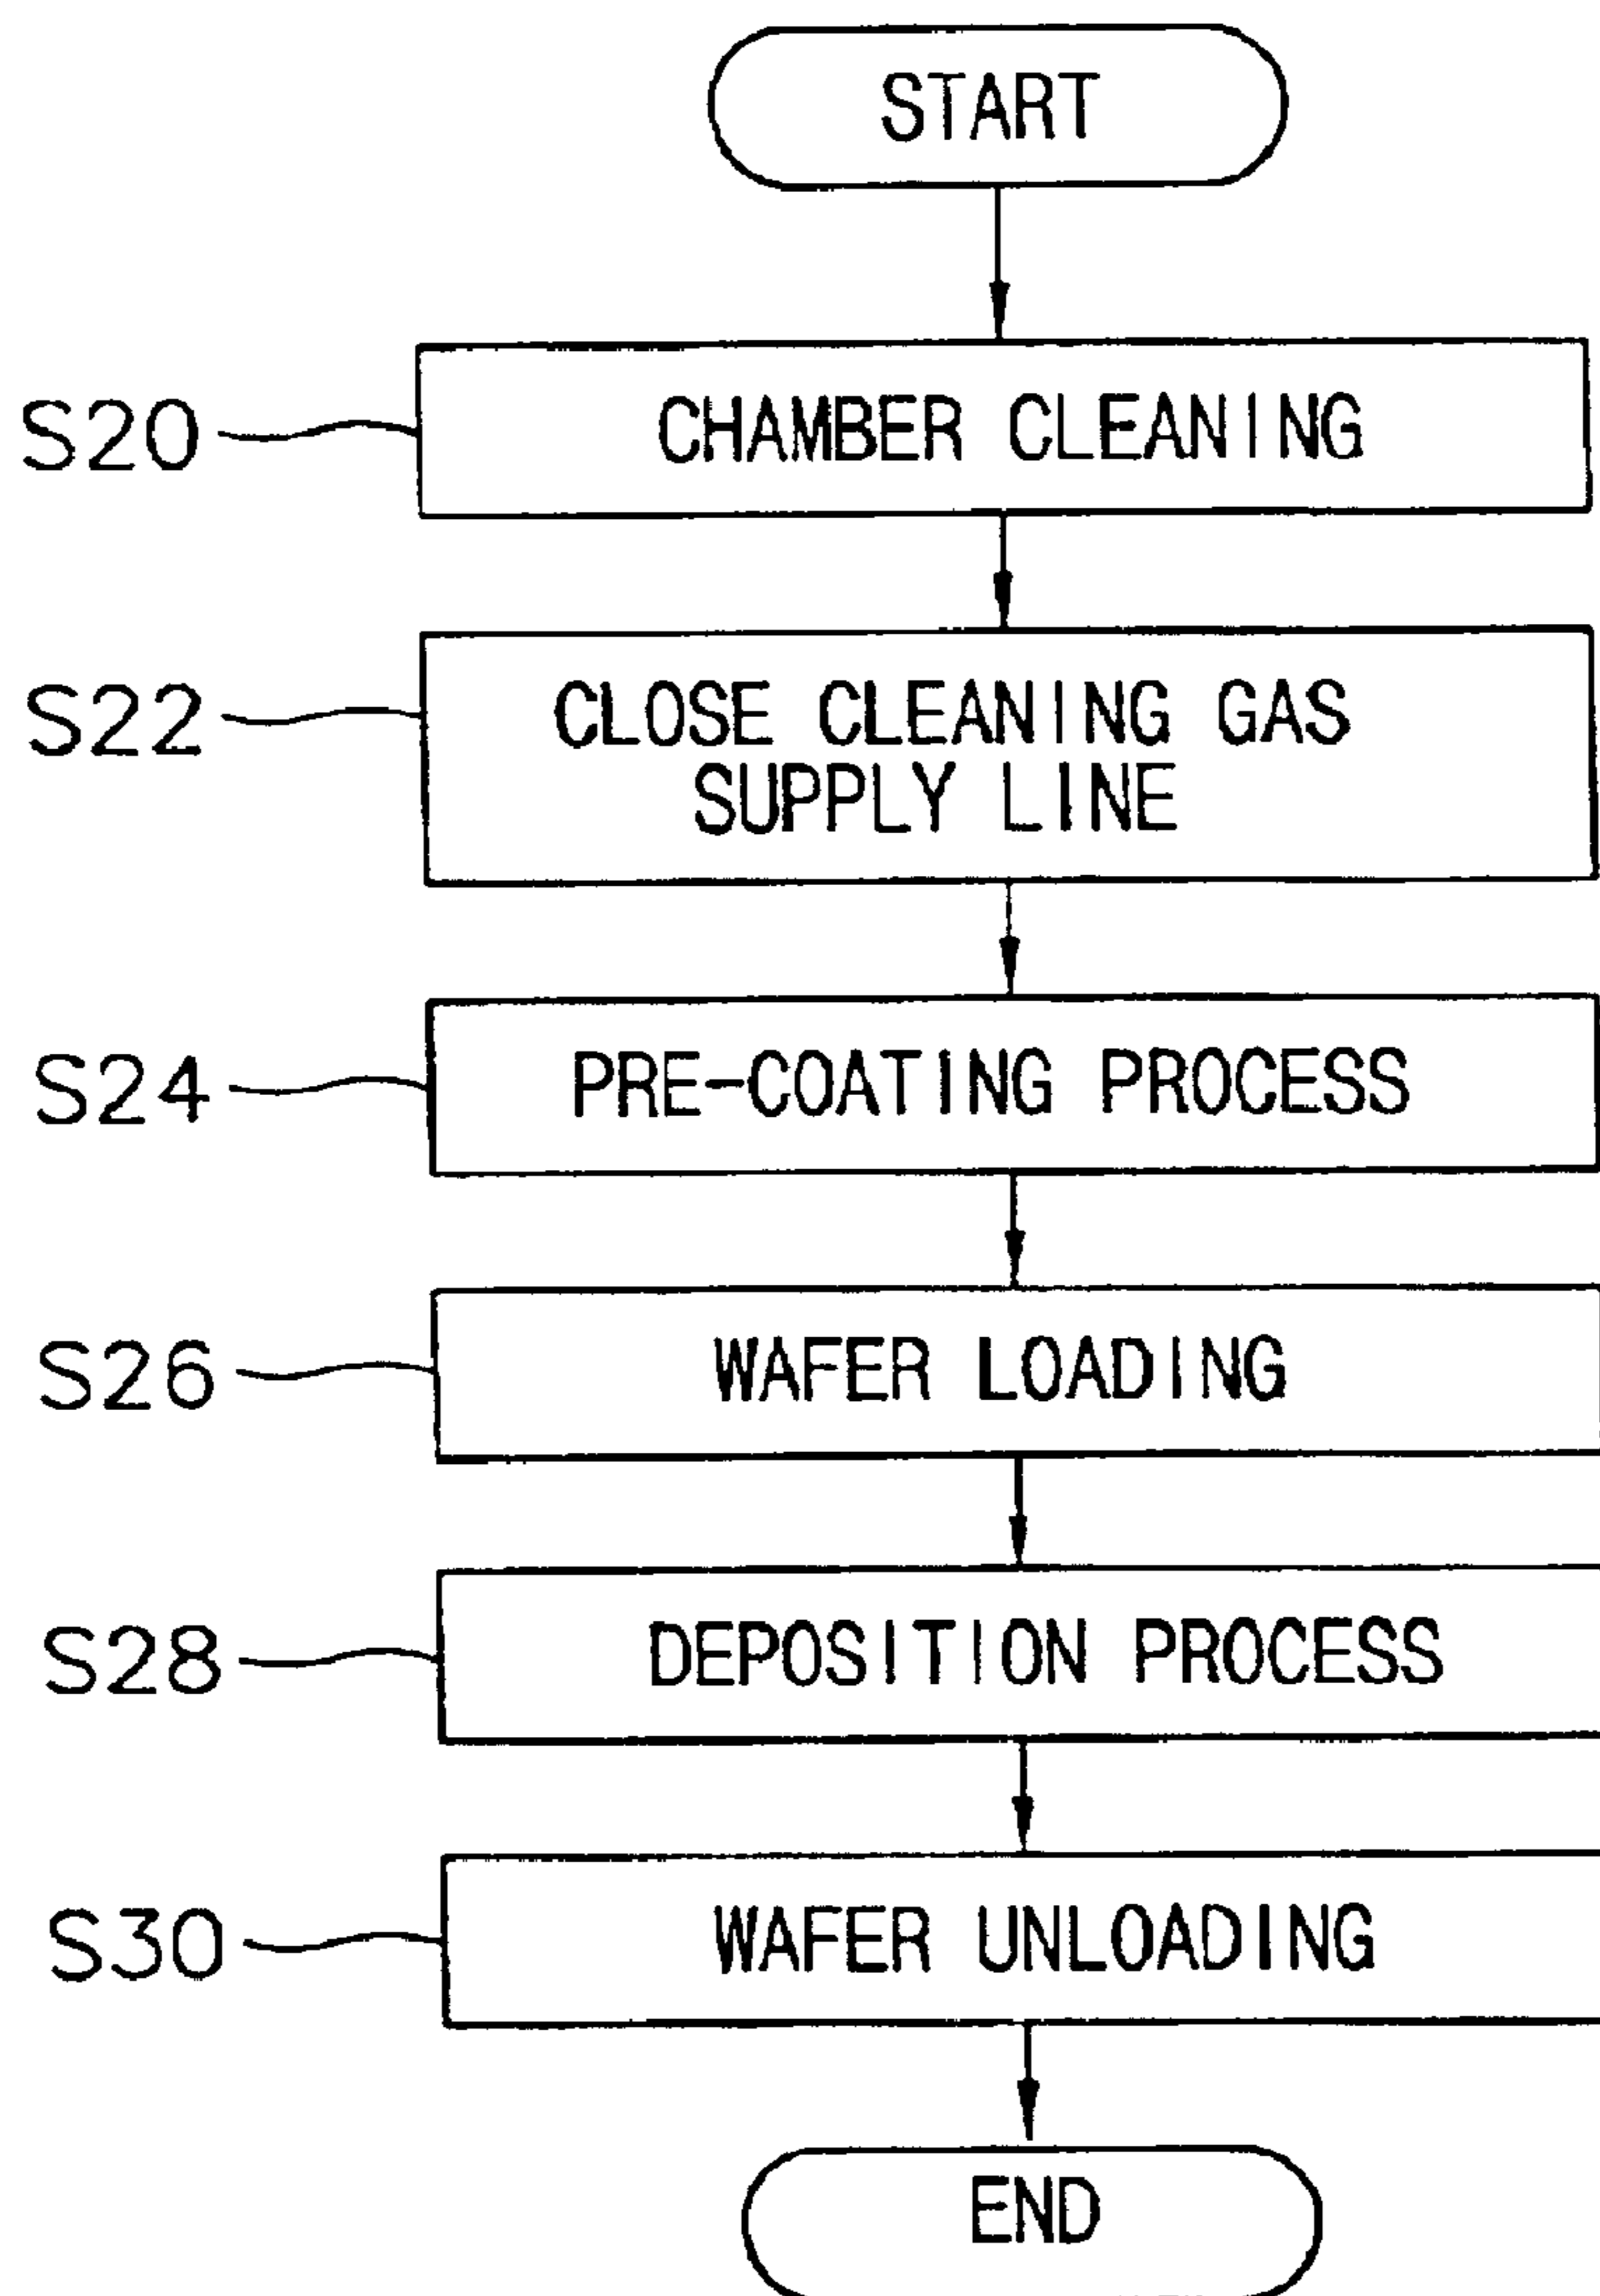 START
S20
CHAMBER CLEANING
S22
CLOSE CLEANING GAS
SUPPLY LINE
S24
PRE-COATING PROCESS
S26
WAFER LOADING
S28
DEPOSITION PROCESS
S30
WAFER UNLOADING
END